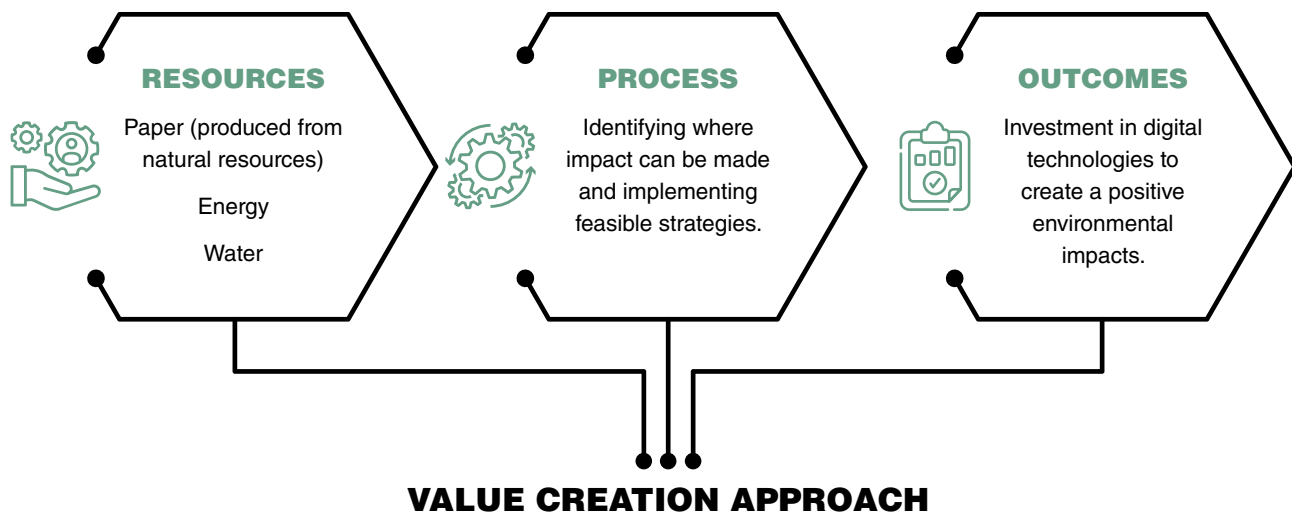 RESOURCES
Paper (produced from
natural resources)
Energy
Water
PROCESS
Identifying where
impact can be made
and implementing
feasible strategies.
OUTCOMES
Investment in digital
technologies to
create a positive
environmental
impacts.
VALUE CREATION APPROACH